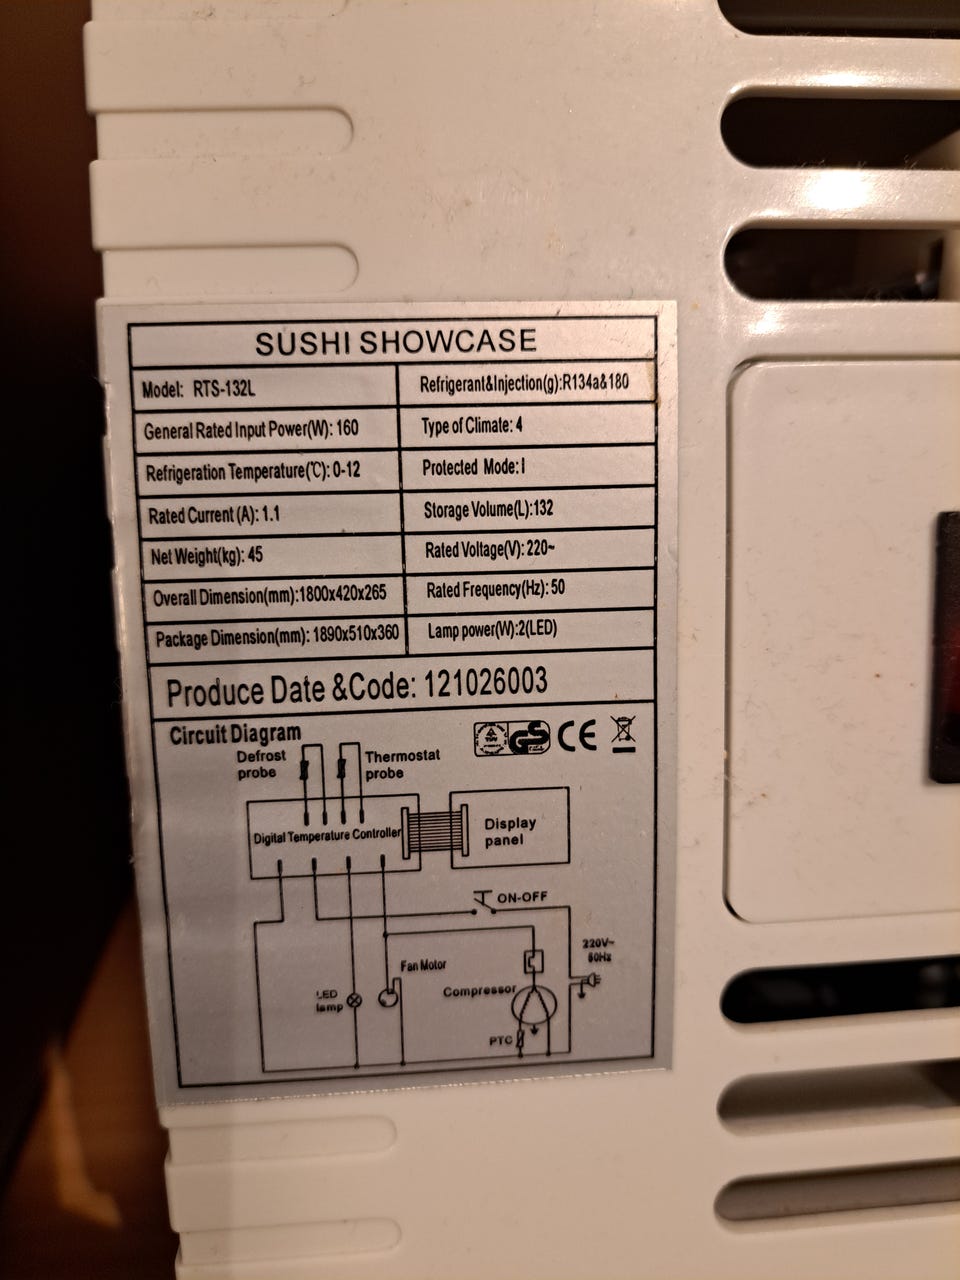 SUSHI SHOWCASE
Model: RTS-132L
Refrigerant&Injection(g):R134a&180
General Rated Input Power(W): 160
Type of Climate: 4
Refrigeration Temperature(℃): 0-12
Protected Mode: I
Rated Current (A): 1.1
Storage Volume(L):132
Net Weight(kg): 45
Rated Voltage(V): 220~
Overall Dimension(mm):1800x420x265
Rated Frequency(Hz): 50
Package Dimension(mm): 1890x510x360
Lamp power(W):2(LED)
Produce Date &Code: 121026003
Circuit Diagram
GS CE
Defrost
probe
Thermostat
probe
Digital Temperature Controller
Display
panel
ON-OFF
220V~
Fan Motor
LED
lamp
Compressor
PTC